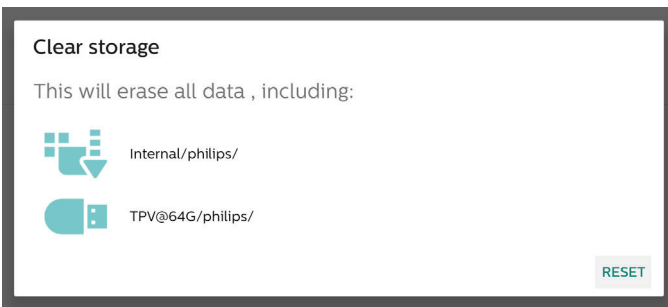 Clear storage
This will erase all data , including:
Internal/philips/
TPV@64G/philips/
RESET